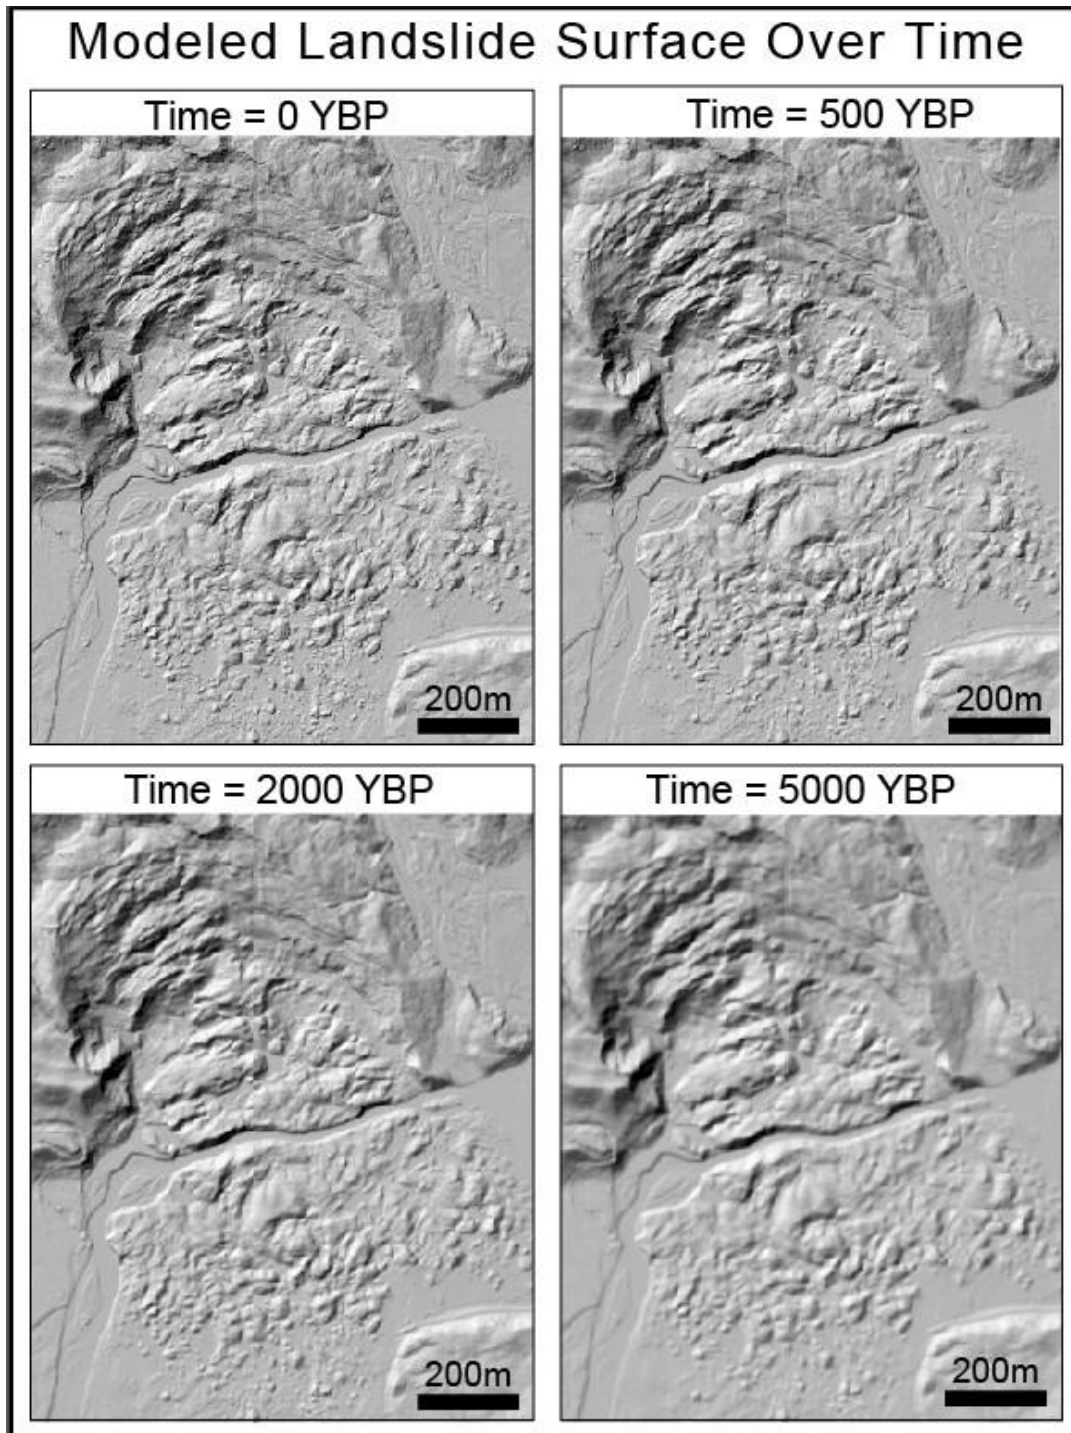 Modeled Landslide Surface Over Time
Time = 0 YBP
200m
Time = 500 YBP
200m
Time = 2000 YBP
200m
Time = 5000 YBP
200m